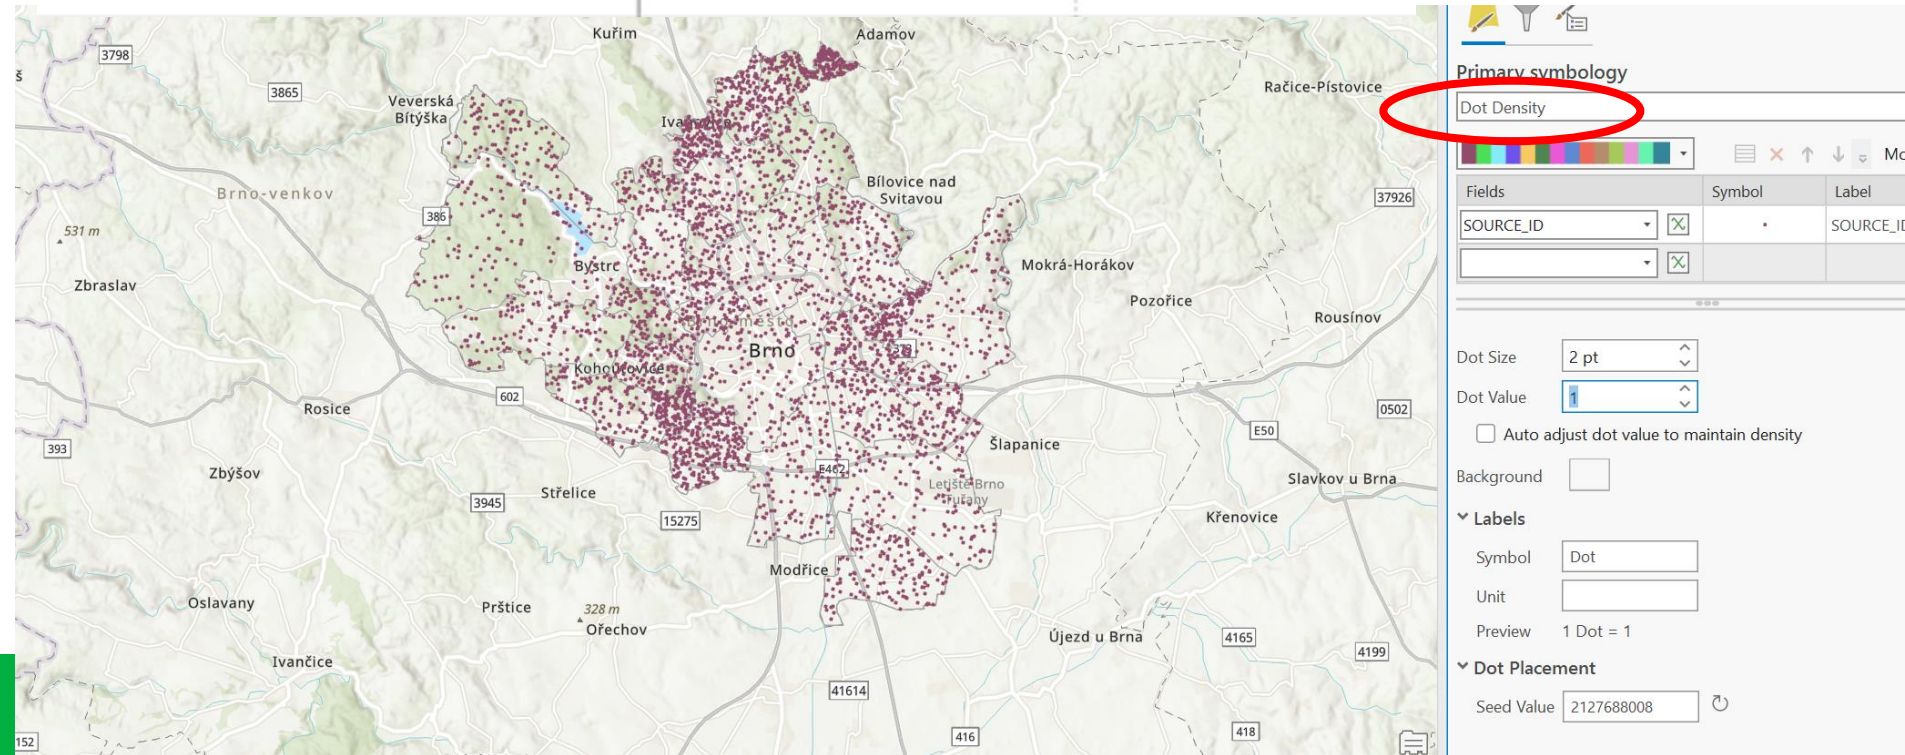 Kuřim
Adamov
3798
š
3865
Veverská
Bítýška
Račice-Pístovice
Brno-venkov
Bílovice nad
Svitavou
37926
386
531 m
Bystrc
Mokrá-Horákov
Zbraslav
Pozořice
Rousínov
Brno
373
Kohoutovice
602
Rosice
0502
E50
393
Šlapanice
Zbýšov
E462
Slavkov u Brna
Letiště Brno
Tuřany
Střelice
3945
15275
Křenovice
Modřice
Oslavany
Prštice
328 m
Ořechov
Újezd u Brna
4165
4199
Ivančice
41614
416
418
152
Primary symbology
Dot Density
Mo
Fields Symbol Label
SOURCE_ID SOURCE_ID
Dot Size 2 pt
Dot Value 1
Auto adjust dot value to maintain density
Background
Labels
Symbol Dot
Unit
Preview 1 Dot = 1
Dot Placement
Seed Value 2127688008